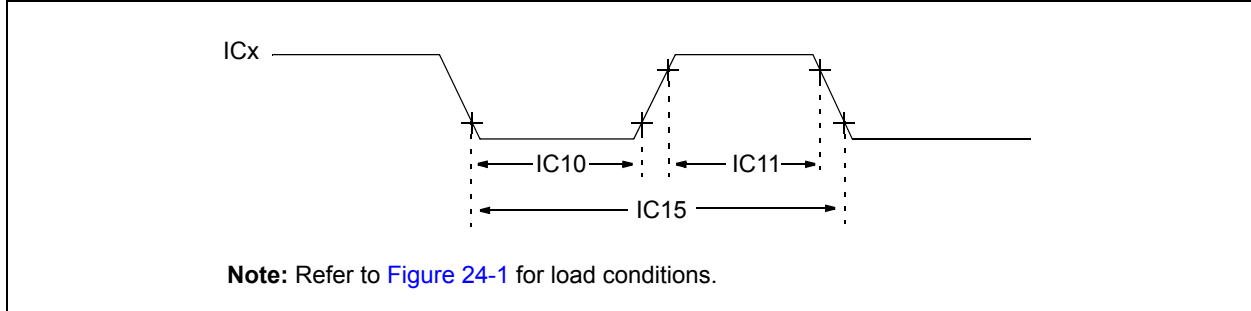 ICx
IC10
IC11
IC15
Note: Refer to Figure 24-1 for load conditions.